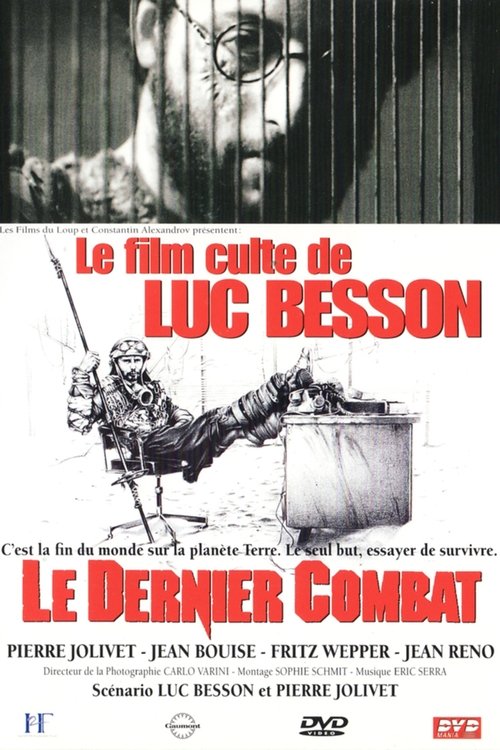 Les Films du Loup et Constantin Alexandrov présentent:
Le film culte de
LUC BESSON
C'est la fin du monde sur la planète Terre. Le seul but, essayer de survivre.
LE DERNIER COMBAT
PIERRE JOLIVET - JEAN BOUISE - FRITZ WEPPER - JEAN RENO
Directeur de la Photographie CARLO VARINI - Montage SOPHIE SCHMIT - Musique ERIC SERRA
Scénario LUC BESSON et PIERRE JOLIVET
Gaumont
DVD
VIDEO
DVD
MANIA